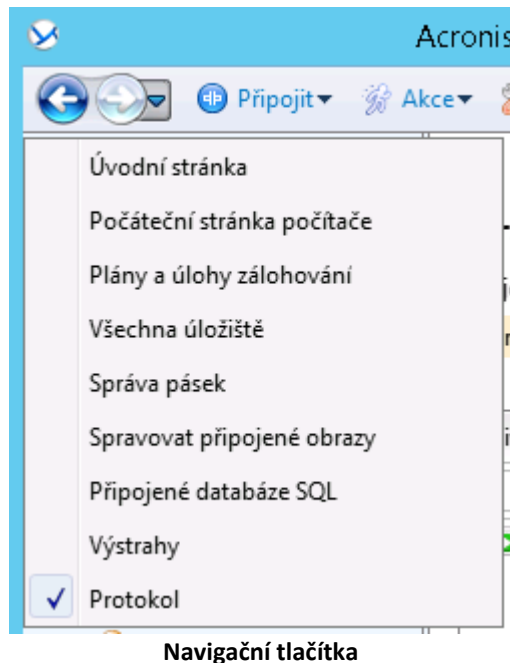 Acronis
Připojit Akce
Úvodní stránka
Počáteční stránka počítače
Plány a úlohy zálohování
Všechna úložiště
Správa pásek
Spravovat připojené obrazy
Připojené databáze SQL
Výstrahy
Protokol
Navigační tlačítka